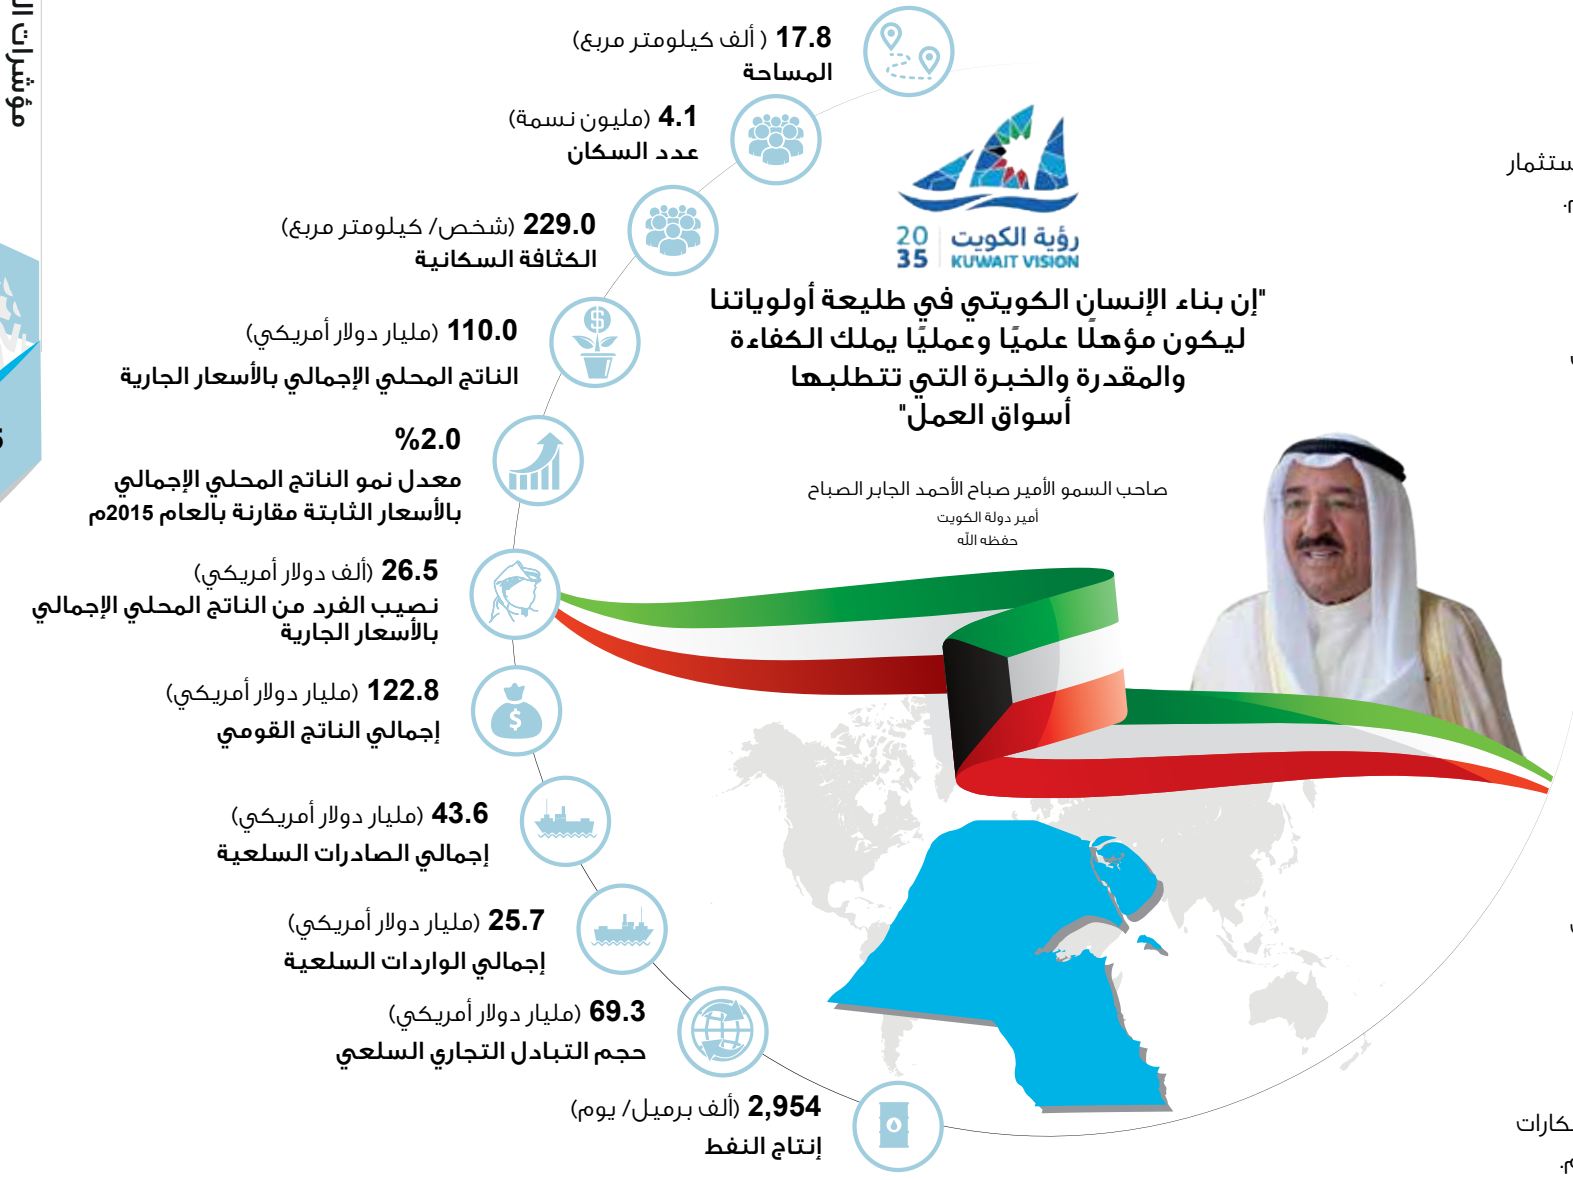 17.8 ( ألف كيلومتر مربع)
المساحة
4.1 (مليون نسمة)
عدد السكان
229.0 (شخص/ كيلومتر مربع)
الكثافة السكانية
110.0 (مليار دولار أمريكي)
الناتج المحلي الإجمالي بالأسعار الجارية
%2.0
معدل نمو الناتج المحلي الإجمالي
بالأسعار الثابتة مقارنة بالعام 2015م
26.5 (ألف دولار أمريكي)
نصيب الفرد من الناتج المحلي الإجمالي
بالأسعار الجارية
122.8 (مليار دولار أمريكي)
إجمالي الناتج القومي
43.6 (مليار دولار أمريكي)
إجمالي الصادرات السلعية
25.7 (مليار دولار أمريكي)
إجمالي الواردات السلعية
69.3 (مليار دولار أمريكي)
حجم التبادل التجاري السلعي
2,954 (ألف برميل/ يوم)
إنتاج النفط
رؤية الكويت 20
KUWAIT VISION 35
"إن بناء الإنسان الكويتي في طليعة أولوياتنا
ليكون مؤهلًا علميًا وعمليًا يملك الكفاءة
والمقدرة والخبرة التي تتطلبها
أسواق العمل"
صاحب السمو الأمير صباح الأحمد الجابر الصباح
أمير دولة الكويت
حفظه الله
مؤشرات